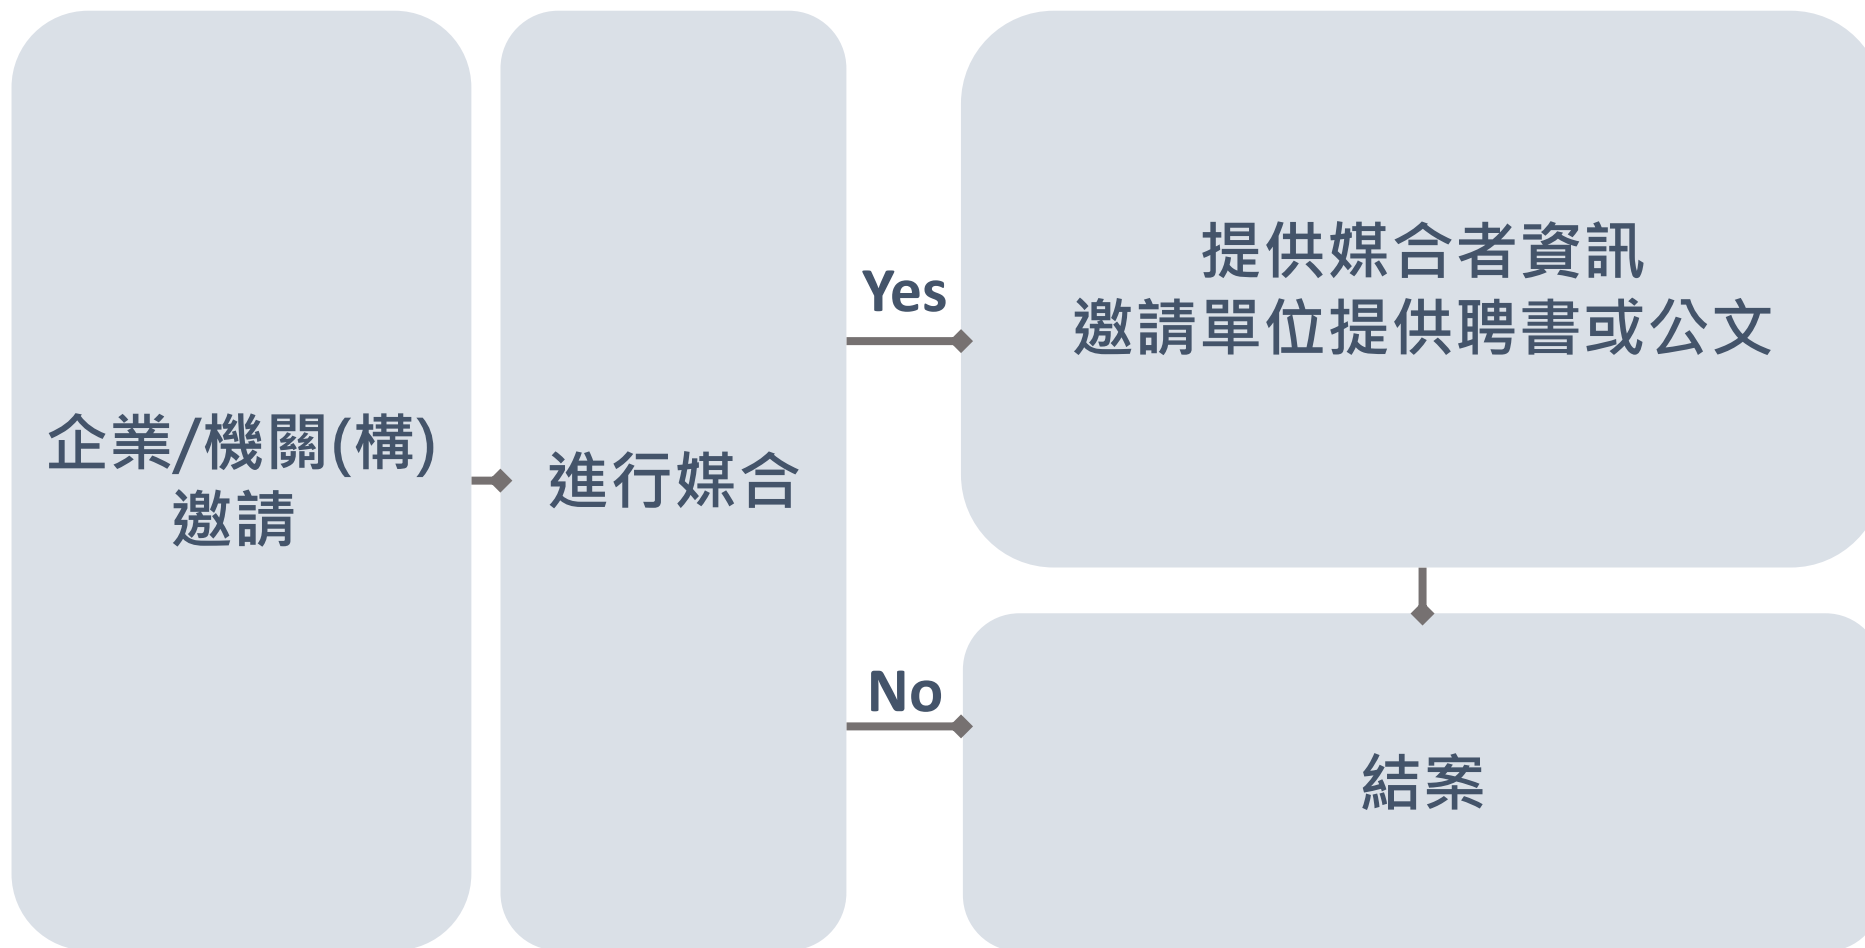 企業/機關(構)
邀請
進行媒合
Yes
提供媒合者資訊
邀請單位提供聘書或公文
No
結案